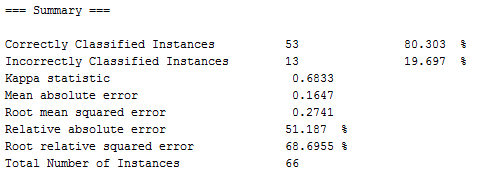 === Summary ===
Correctly Classified Instances 53 80.303 %
Incorrectly Classified Instances 13 19.697 %
Kappa statistic 0.6833
Mean absolute error 0.1647
Root mean squared error 0.2741
Relative absolute error 51.187 %
Root relative squared error 68.6955 %
Total Number of Instances 66